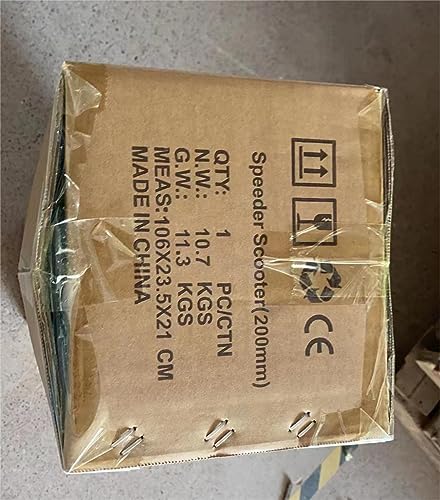 Speeder Scooter(200mm)
QTY: 1 PC/CTN
N.W.: 10.7 KGS
G.W.: 11.3 KGS
MEAS:106X23.5X21 CM
MADE IN CHINA
CE